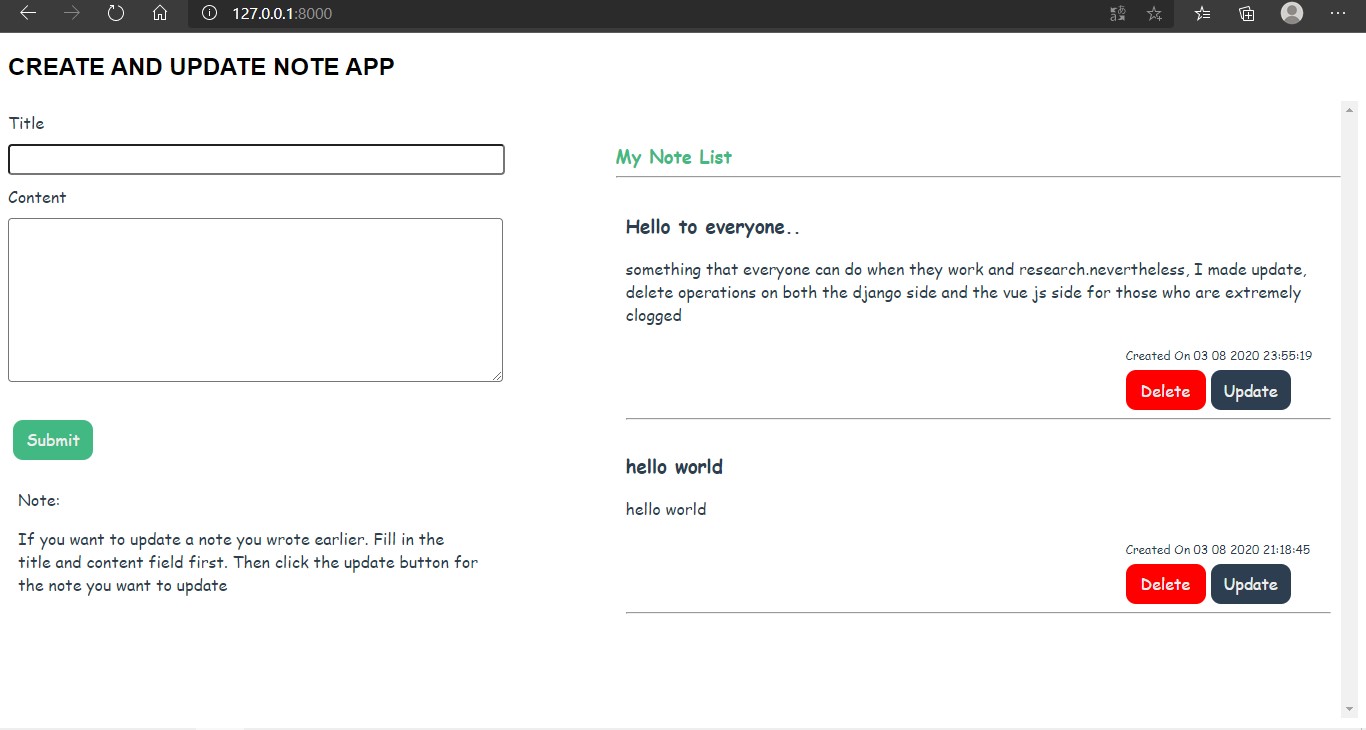 127.0.0.1:8000
CREATE AND UPDATE NOTE APP
Title
Content
Submit
Note:
If you want to update a note you wrote earlier. Fill in the
title and content field first. Then click the update button for
the note you want to update
My Note List
Hello to everyone..
something that everyone can do when they work and research.nevertheless, I made update,
delete operations on both the django side and the vue js side for those who are extremely
clogged
Created On 03 08 2020 23:55:19
Delete Update
hello world
hello world
Created On 03 08 2020 21:18:45
Delete Update